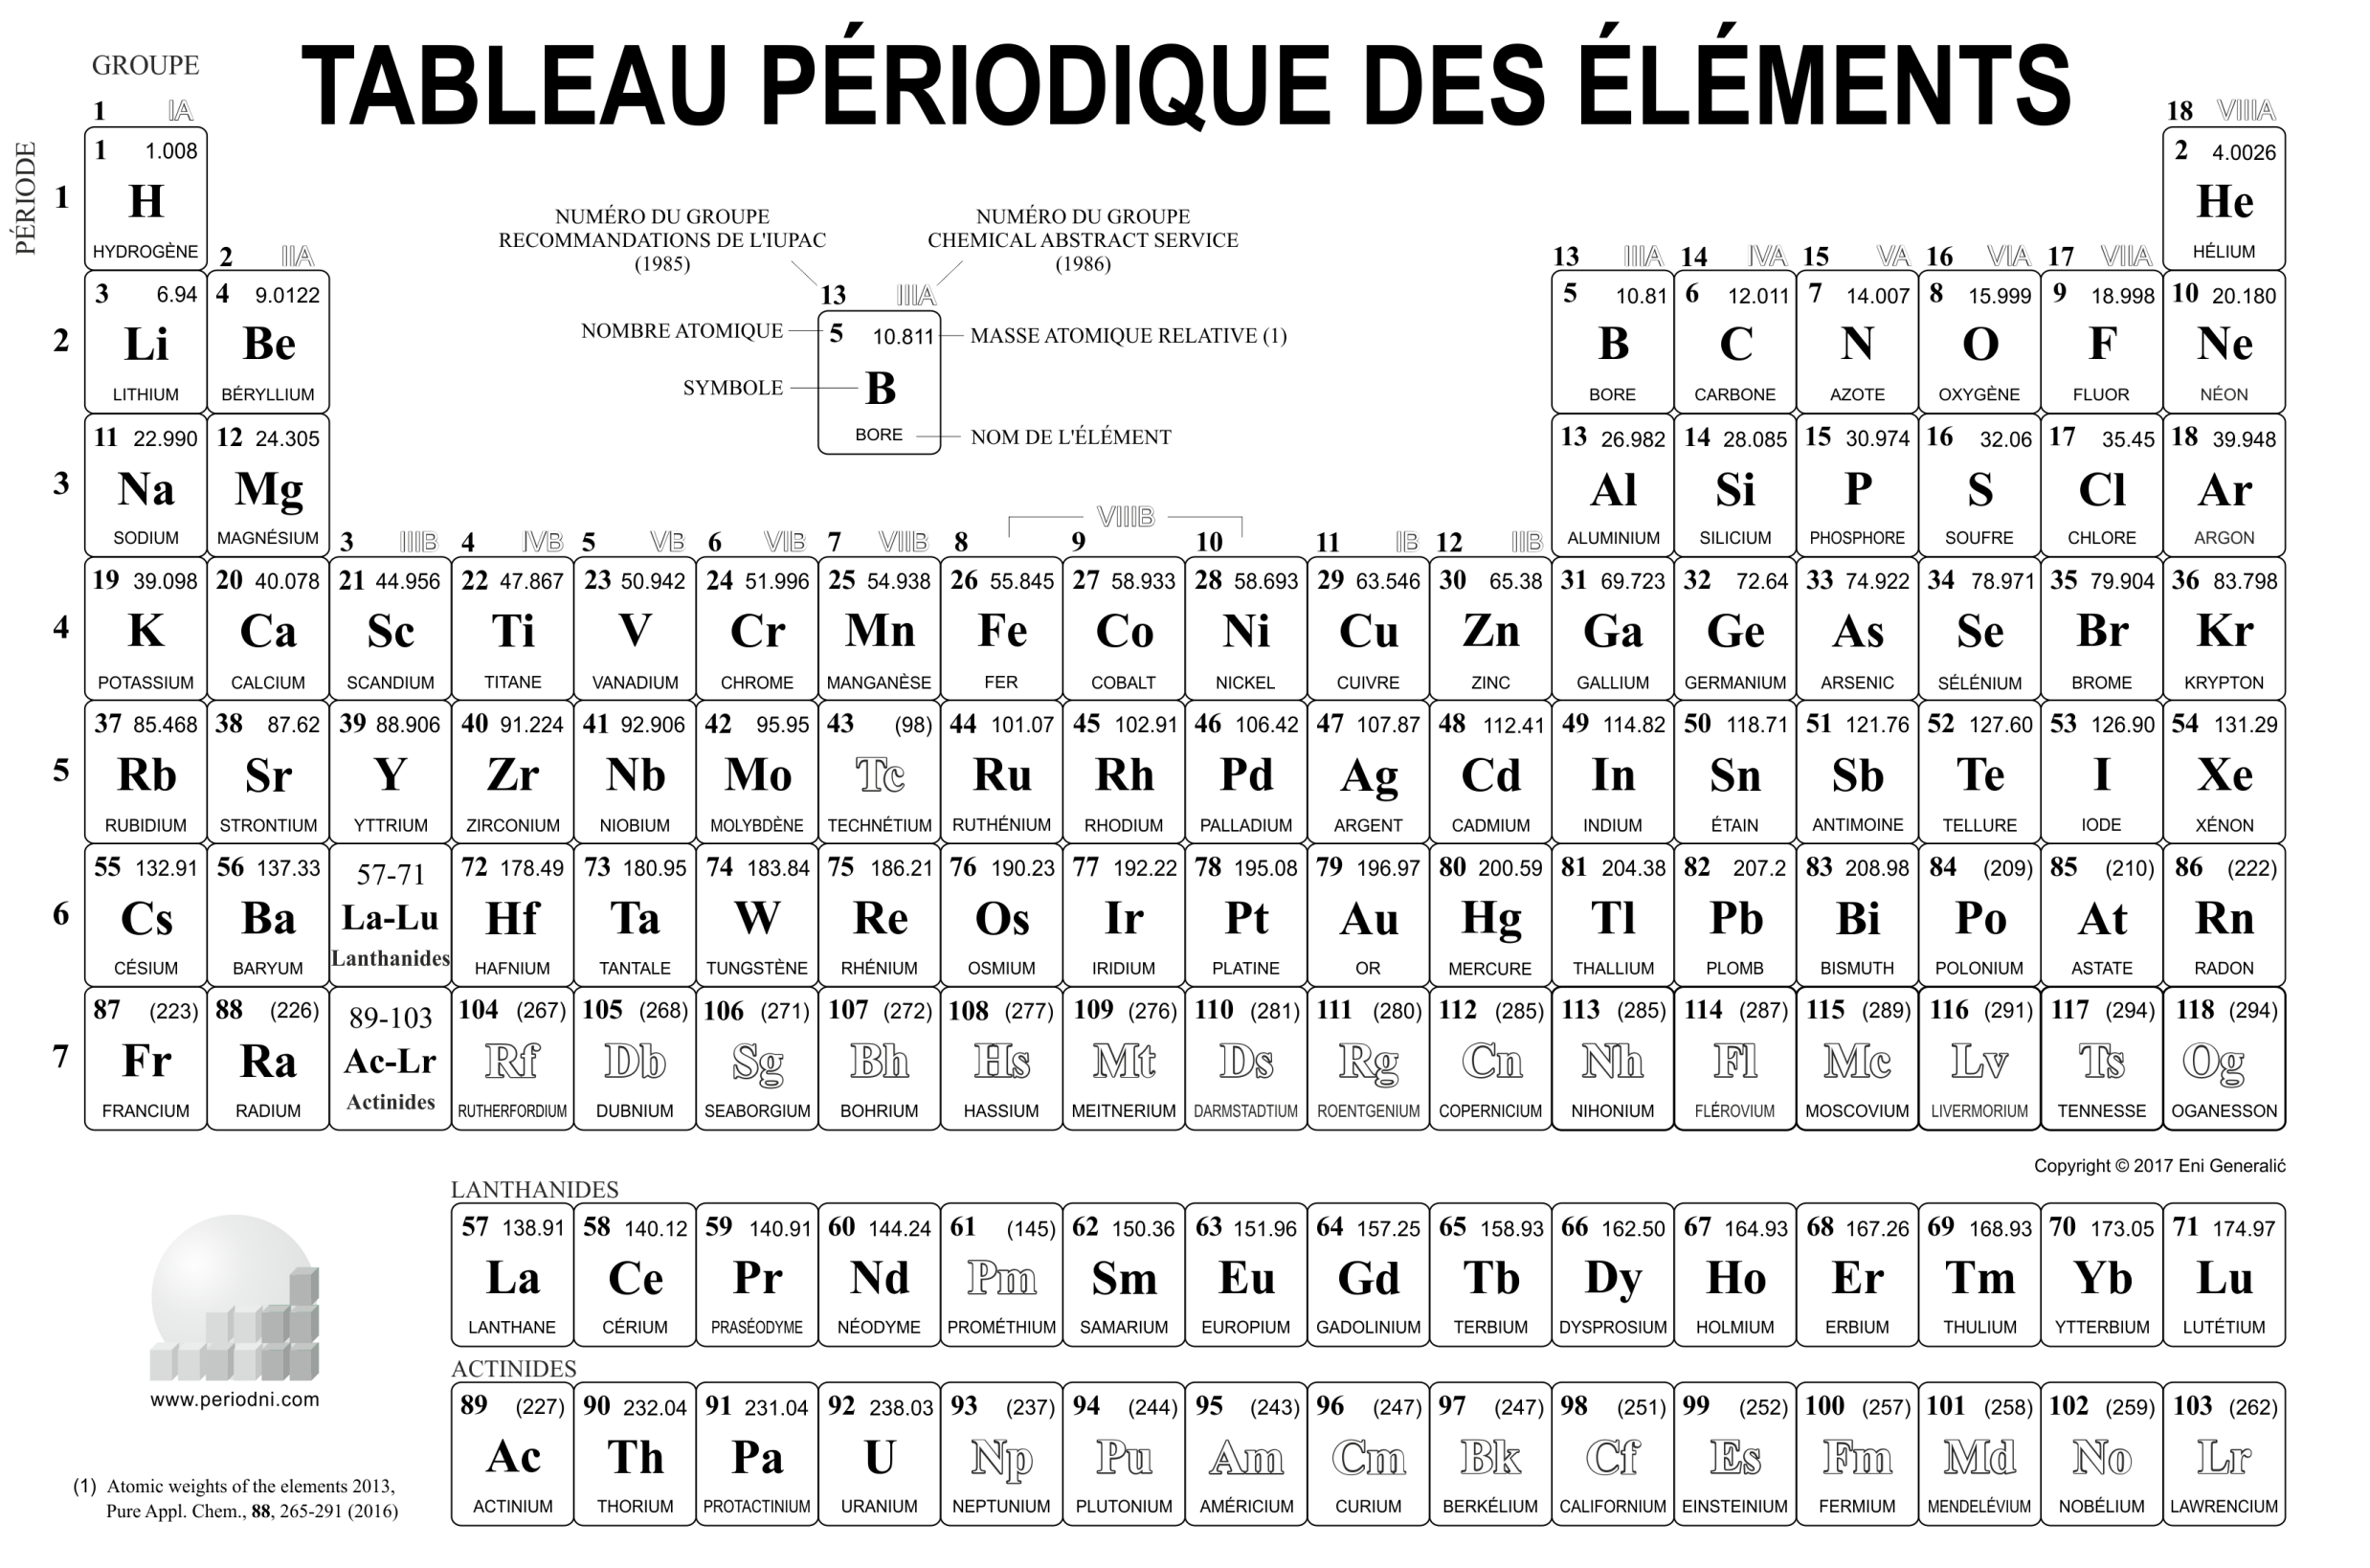 TABLEAU PÉRIODIQUE DES ÉLÉMENTS
GROUPE
PÉRIODE
1 IA
18 VIIIA
1 1.008
H
HYDROGÈNE
2 4.0026
He
HÉLIUM
1
NUMÉRO DU GROUPE
RECOMMANDATIONS DE L'IUPAC
(1985)
NUMÉRO DU GROUPE
CHEMICAL ABSTRACT SERVICE
(1986)
13 IIIA
NOMBRE ATOMIQUE
5 10.811
MASSE ATOMIQUE RELATIVE (1)
SYMBOLE
B
BORE
NOM DE L'ÉLÉMENT
2 IIA 13 IIIA 14 IVA 15 VA 16 VIA 17 VIIA
2
3 6.94 4 9.0122 5 10.81 6 12.011 7 14.007 8 15.999 9 18.998 10 20.180
Li Be B C N O F Ne
LITHIUM BÉRYLLIUM BORE CARBONE AZOTE OXYGÈNE FLUOR NÉON
3
11 22.990 12 24.305 13 26.982 14 28.085 15 30.974 16 32.06 17 35.45 18 39.948
Na Mg Al Si P S Cl Ar
SODIUM MAGNÉSIUM ALUMINIUM SILICIUM PHOSPHORE SOUFRE CHLORE ARGON
VIIIB
3 IIIB 4 IVB 5 VB 6 VIB 7 VIIB 8 9 10 11 IB 12 IIB
4
19 39.098 20 40.078 21 44.956 22 47.867 23 50.942 24 51.996 25 54.938 26 55.845 27 58.933 28 58.693 29 63.546 30 65.38 31 69.723 32 72.64 33 74.922 34 78.971 35 79.904 36 83.798
K Ca Sc Ti V Cr Mn Fe Co Ni Cu Zn Ga Ge As Se Br Kr
POTASSIUM CALCIUM SCANDIUM TITANE VANADIUM CHROME MANGANÈSE FER COBALT NICKEL CUIVRE ZINC GALLIUM GERMANIUM ARSENIC SÉLÉNIUM BROME KRYPTON
5
37 85.468 38 87.62 39 88.906 40 91.224 41 92.906 42 95.95 43 (98) 44 101.07 45 102.91 46 106.42 47 107.87 48 112.41 49 114.82 50 118.71 51 121.76 52 127.60 53 126.90 54 131.29
Rb Sr Y Zr Nb Mo Tc Ru Rh Pd Ag Cd In Sn Sb Te I Xe
RUBIDIUM STRONTIUM YTTRIUM ZIRCONIUM NIOBIUM MOLYBDÈNE TECHNÉTIUM RUTHÉNIUM RHODIUM PALLADIUM ARGENT CADMIUM INDIUM ÉTAIN ANTIMOINE TELLURE IODE XÉNON
6
55 132.91 56 137.33 57-71 72 178.49 73 180.95 74 183.84 75 186.21 76 190.23 77 192.22 78 195.08 79 196.97 80 200.59 81 204.38 82 207.2 83 208.98 84 (209) 85 (210) 86 (222)
Cs Ba La-Lu Hf Ta W Re Os Ir Pt Au Hg Tl Pb Bi Po At Rn
CÉSIUM BARYUM Lanthanides HAFNIUM TANTALE TUNGSTÈNE RHÉNIUM OSMIUM IRIDIUM PLATINE OR MERCURE THALLIUM PLOMB BISMUTH POLONIUM ASTATE RADON
7
87 (223) 88 (226) 89-103 104 (267) 105 (268) 106 (271) 107 (272) 108 (277) 109 (276) 110 (281) 111 (280) 112 (285) 113 (285) 114 (287) 115 (289) 116 (291) 117 (294) 118 (294)
Fr Ra Ac-Lr Rf Db Sg Bh Hs Mt Ds Rg Cn Nh Fl Mc Lv Ts Og
FRANCIUM RADIUM Actinides RUTHERFORDIUM DUBNIUM SEABORGIUM BOHRIUM HASSIUM MEITNERIUM DARMSTADTIUM ROENTGENIUM COPERNICIUM NIHONIUM FLÉROVIUM MOSCOVIUM LIVERMORIUM TENNESSE OGANESSON
Copyright © 2017 Eni Generalić
LANTHANIDES
57 138.91 58 140.12 59 140.91 60 144.24 61 (145) 62 150.36 63 151.96 64 157.25 65 158.93 66 162.50 67 164.93 68 167.26 69 168.93 70 173.05 71 174.97
La Ce Pr Nd Pm Sm Eu Gd Tb Dy Ho Er Tm Yb Lu
LANTHANE CÉRIUM PRASÉODYME NÉODYME PROMÉTHIUM SAMARIUM EUROPIUM GADOLINIUM TERBIUM DYSPROSIUM HOLMIUM ERBIUM THULIUM YTTERBIUM LUTÉTIUM
ACTINIDES
89 (227) 90 232.04 91 231.04 92 238.03 93 (237) 94 (244) 95 (243) 96 (247) 97 (247) 98 (251) 99 (252) 100 (257) 101 (258) 102 (259) 103 (262)
Ac Th Pa U Np Pu Am Cm Bk Cf Es Fm Md No Lr
ACTINIUM THORIUM PROTACTINIUM URANIUM NEPTUNIUM PLUTONIUM AMÉRICIUM CURIUM BERKÉLIUM CALIFORNIUM EINSTEINIUM FERMIUM MENDELÉVIUM NOBÉLIUM LAWRENCIUM
www.periodni.com
(1) Atomic weights of the elements 2013,
Pure Appl. Chem., 88, 265-291 (2016)